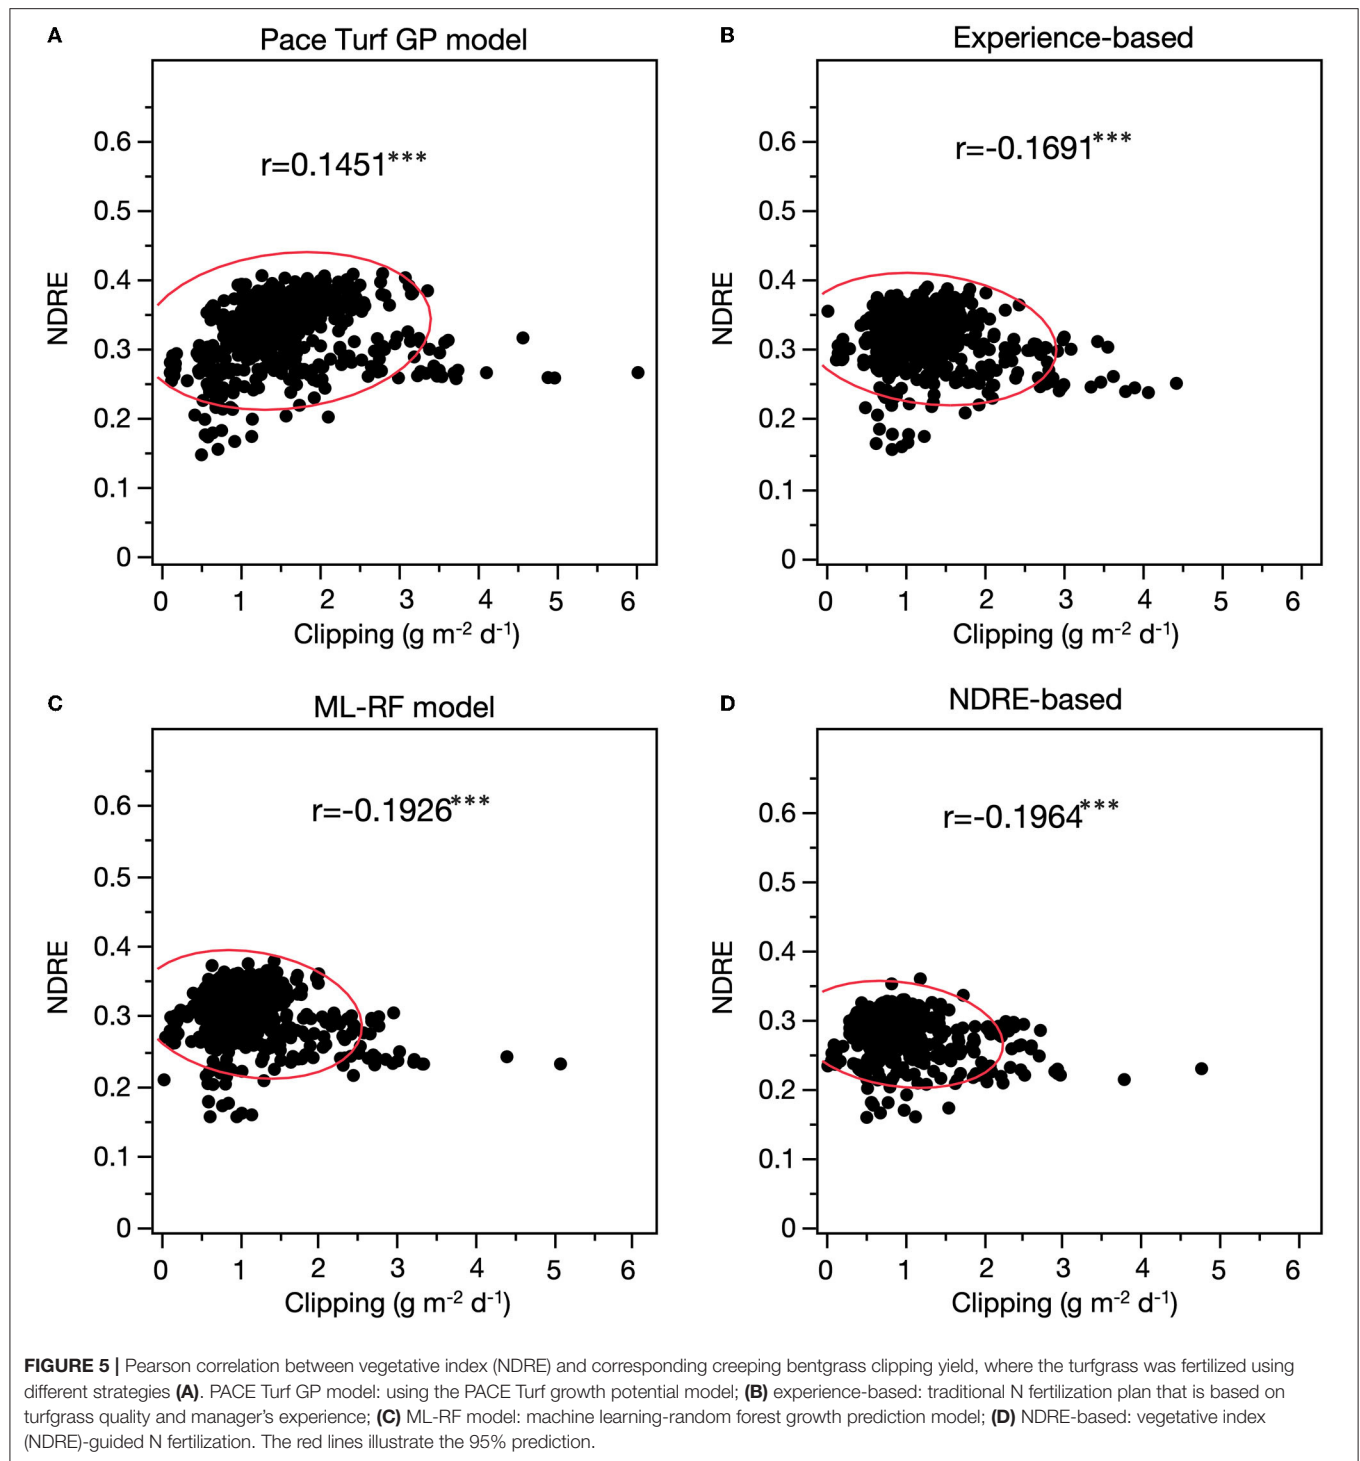 A
Pace Turf GP model
r=0.1451***
NDRE
0.6
0.5
0.4
0.3
0.2
0.1
0
0 1 2 3 4 5 6
Clipping (g m-2 d-1)
B
Experience-based
r=-0.1691***
NDRE
0.6
0.5
0.4
0.3
0.2
0.1
0
0 1 2 3 4 5 6
Clipping (g m-2 d-1)
C
ML-RF model
r=-0.1926***
NDRE
0.6
0.5
0.4
0.3
0.2
0.1
0
0 1 2 3 4 5 6
Clipping (g m-2 d-1)
D
NDRE-based
r=-0.1964***
NDRE
0.6
0.5
0.4
0.3
0.2
0.1
0
0 1 2 3 4 5 6
Clipping (g m-2 d-1)
FIGURE 5 | Pearson correlation between vegetative index (NDRE) and corresponding creeping bentgrass clipping yield, where the turfgrass was fertilized using
different strategies (A). PACE Turf GP model: using the PACE Turf growth potential model; (B) experience-based: traditional N fertilization plan that is based on
turfgrass quality and manager's experience; (C) ML-RF model: machine learning-random forest growth prediction model; (D) NDRE-based: vegetative index
(NDRE)-guided N fertilization. The red lines illustrate the 95% prediction.